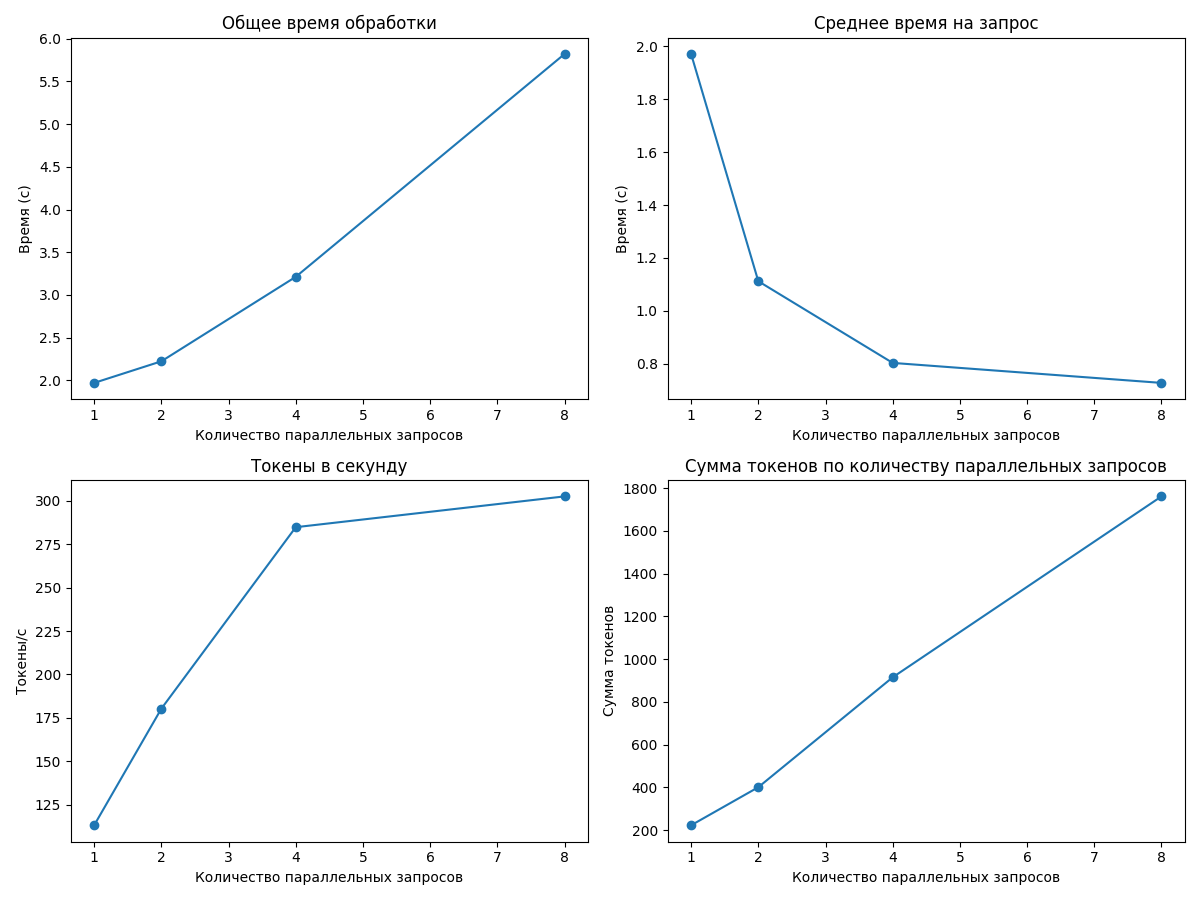 Общее время обработки
Время (с)
6.0
5.5
5.0
4.5
4.0
3.5
3.0
2.5
2.0
1 2 3 4 5 6 7 8
Количество параллельных запросов
Среднее время на запрос
Время (с)
2.0
1.8
1.6
1.4
1.2
1.0
0.8
1 2 3 4 5 6 7 8
Количество параллельных запросов
Токены в секунду
Токены/с
300
275
250
225
200
175
150
125
1 2 3 4 5 6 7 8
Количество параллельных запросов
Сумма токенов по количеству параллельных запросов
Сумма токенов
1800
1600
1400
1200
1000
800
600
400
200
1 2 3 4 5 6 7 8
Количество параллельных запросов